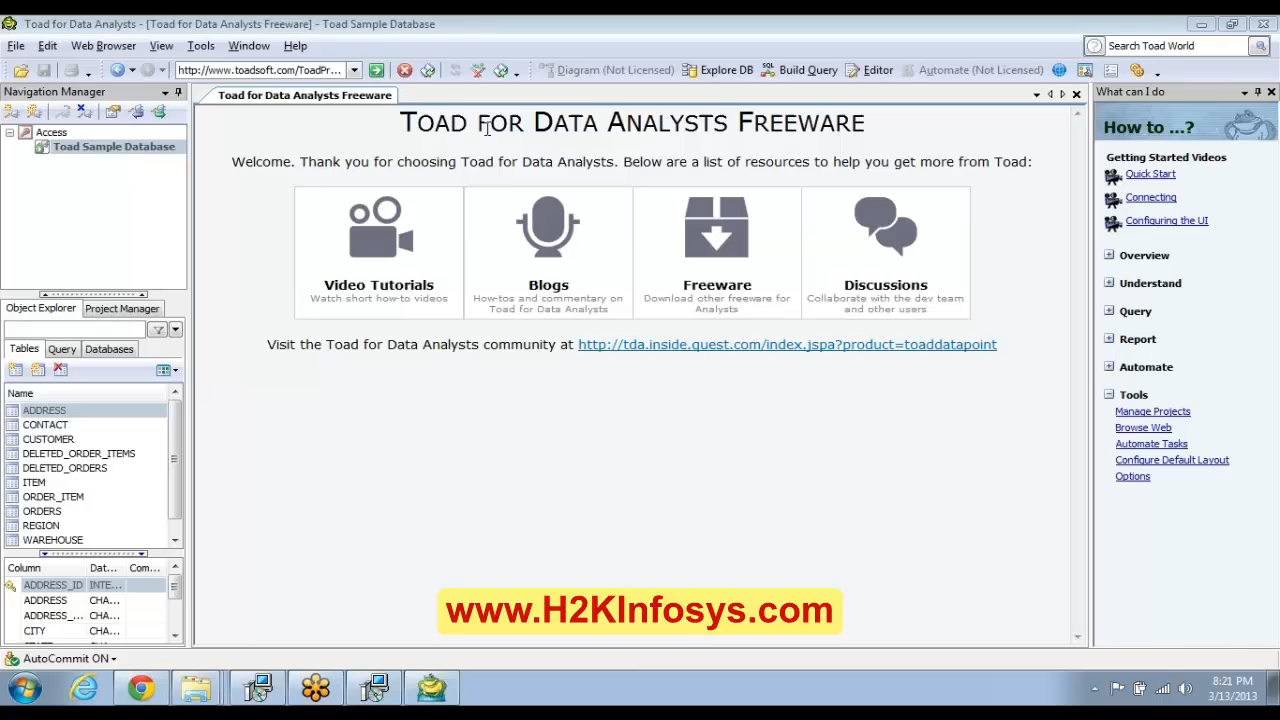 Toad for Data Analysts - [Toad for Data Analysts Freeware] - Toad Sample Database
File Edit Web Browser View Tools Window Help
Search Toad World
http://www.toadsoft.com/ToadPr...
Diagram (Not Licensed) Explore DB Build Query Editor Automate (Not Licensed)
Navigation Manager
Access
Toad Sample Database
Object Explorer Project Manager
Tables Query Databases
Name
ADDRESS
CONTACT
CUSTOMER
DELETED_ORDER_ITEMS
DELETED_ORDERS
ITEM
ORDER_ITEM
ORDERS
REGION
WAREHOUSE
Column Dat... Com...
ADDRESS_ID INTE...
ADDRESS CHA...
ADDRESS_... CHA...
CITY CHA...
Toad for Data Analysts Freeware
TOAD FOR DATA ANALYSTS FREEWARE
Welcome. Thank you for choosing Toad for Data Analysts. Below are a list of resources to help you get more from Toad:
Video Tutorials
Watch short how-to videos
Blogs
How-tos and commentary on
Toad for Data Analysts
Freeware
Download other freeware for
Analysts
Discussions
Collaborate with the dev team
and other users
Visit the Toad for Data Analysts community at http://tda.inside.quest.com/index.jspa?product=toaddatapoint
www.H2KInfosys.com
What can I do
How to ...?
Getting Started Videos
Quick Start
Connecting
Configuring the UI
Overview
Understand
Query
Report
Automate
Tools
Manage Projects
Browse Web
Automate Tasks
Configure Default Layout
Options
AutoCommit ON
8:21 PM
3/13/2013